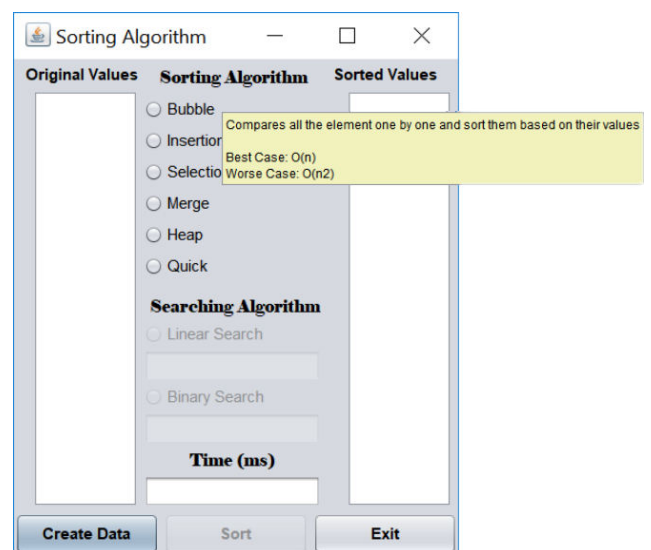 Sorting Algorithm
Original Values
Sorting Algorithm
Sorted Values
Bubble
Compares all the element one by one and sort them based on their values
Best Case: O(n)
Worse Case: O(n2)
Insertion
Selectio
Merge
Heap
Quick
Searching Algorithm
Linear Search
Binary Search
Time (ms)
Create Data
Sort
Exit